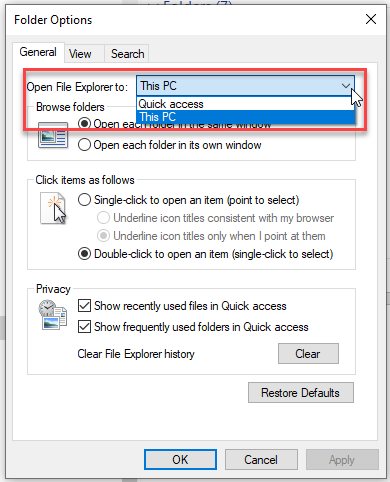 Folder Options
General View Search
Open File Explorer to: This PC
Quick access
This PC
Browse folders
Open each folder in the same window
Open each folder in its own window
Click items as follows
Single-click to open an item (point to select)
Underline icon titles consistent with my browser
Underline icon titles only when I point at them
Double-click to open an item (single-click to select)
Privacy
Show recently used files in Quick access
Show frequently used folders in Quick access
Clear File Explorer history Clear
Restore Defaults
OK Cancel Apply